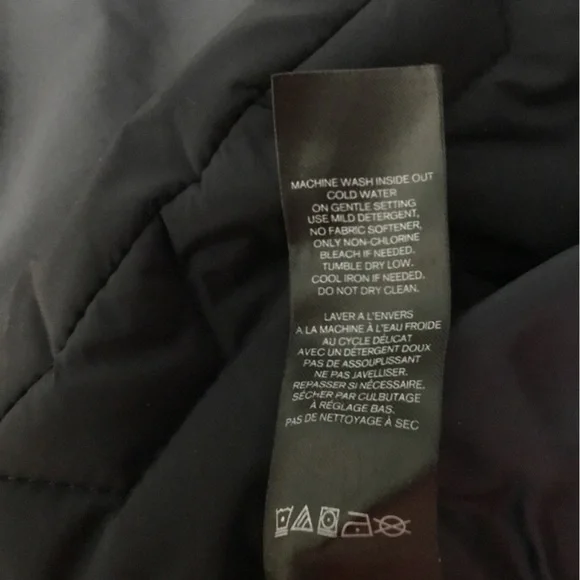 MACHINE WASH INSIDE OUT
COLD WATER
ON GENTLE SETTING
USE MILD DETERGENT,
NO FABRIC SOFTENER,
ONLY NON-CHLORINE
BLEACH IF NEEDED.
TUMBLE DRY LOW.
COOL IRON IF NEEDED.
DO NOT DRY CLEAN.
LAVER A L'ENVERS
A LA MACHINE À L'EAU FROIDE
AU CYCLE DÉLICAT
AVEC UN DÉTERGENT DOUX
PAS DE ASSOUPLISSANT
NE PAS JAVELLISER.
REPASSER SI NÉCESSAIRE,
SÉCHER PAR CULBUTAGE
À RÉGLAGE BAS.
PAS DE NETTOYAGE À SEC